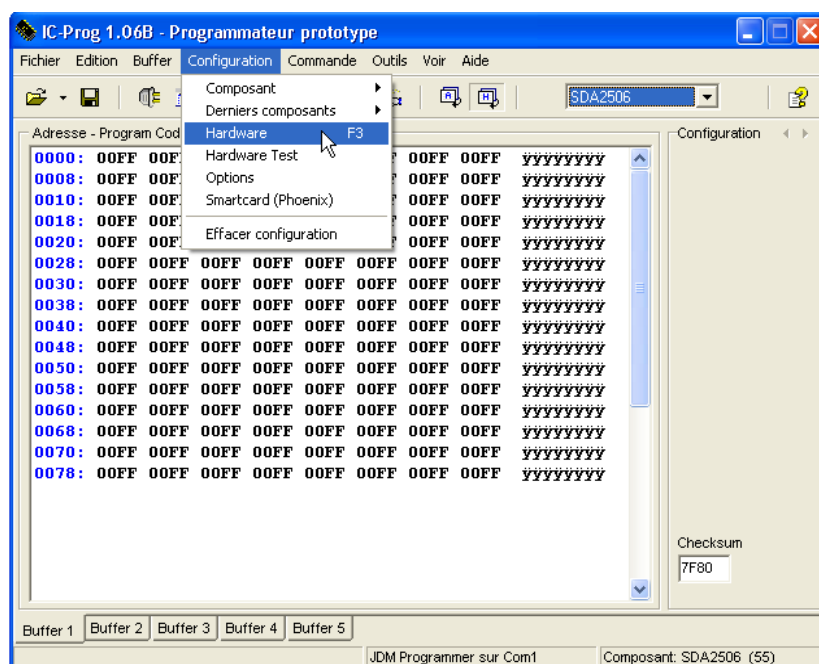 IC-Prog 1.06B - Programmateur prototype
Fichier Edition Buffer Configuration Commande Outils Voir Aide
Composant
Derniers composants
Hardware F3
Hardware Test
Options
Smartcard (Phoenix)
Effacer configuration
SDA2506
Adresse - Program Cod
Configuration
0000: 00FF 00F 00FF 00FF ÿÿÿÿÿÿÿÿ
0008: 00FF 00F 00FF 00FF ÿÿÿÿÿÿÿÿ
0010: 00FF 00F 00FF 00FF ÿÿÿÿÿÿÿÿ
0018: 00FF 00F 00FF 00FF ÿÿÿÿÿÿÿÿ
0020: 00FF 00F 00FF 00FF ÿÿÿÿÿÿÿÿ
0028: 00FF 00FF 00FF 00FF 00FF 00FF 00FF 00FF ÿÿÿÿÿÿÿÿ
0030: 00FF 00FF 00FF 00FF 00FF 00FF 00FF 00FF ÿÿÿÿÿÿÿÿ
0038: 00FF 00FF 00FF 00FF 00FF 00FF 00FF 00FF ÿÿÿÿÿÿÿÿ
0040: 00FF 00FF 00FF 00FF 00FF 00FF 00FF 00FF ÿÿÿÿÿÿÿÿ
0048: 00FF 00FF 00FF 00FF 00FF 00FF 00FF 00FF ÿÿÿÿÿÿÿÿ
0050: 00FF 00FF 00FF 00FF 00FF 00FF 00FF 00FF ÿÿÿÿÿÿÿÿ
0058: 00FF 00FF 00FF 00FF 00FF 00FF 00FF 00FF ÿÿÿÿÿÿÿÿ
0060: 00FF 00FF 00FF 00FF 00FF 00FF 00FF 00FF ÿÿÿÿÿÿÿÿ
0068: 00FF 00FF 00FF 00FF 00FF 00FF 00FF 00FF ÿÿÿÿÿÿÿÿ
0070: 00FF 00FF 00FF 00FF 00FF 00FF 00FF 00FF ÿÿÿÿÿÿÿÿ
0078: 00FF 00FF 00FF 00FF 00FF 00FF 00FF 00FF ÿÿÿÿÿÿÿÿ
Checksum
7F80
Buffer 1 Buffer 2 Buffer 3 Buffer 4 Buffer 5
JDM Programmer sur Com1 Composant: SDA2506 (55)